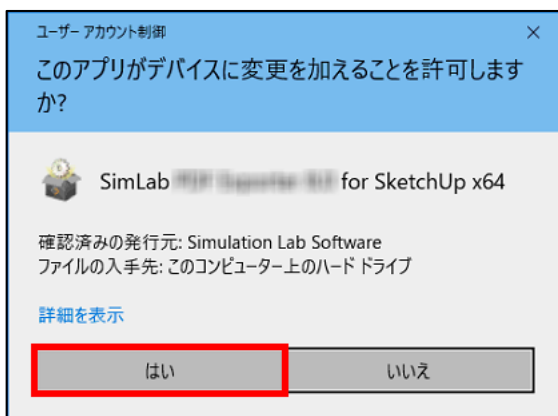 ユーザー アカウント制御
このアプリがデバイスに変更を加えることを許可します
か?
SimLab for SketchUp x64
確認済みの発行元: Simulation Lab Software
ファイルの入手先: このコンピューター上のハード ドライブ
詳細を表示
はい
いいえ